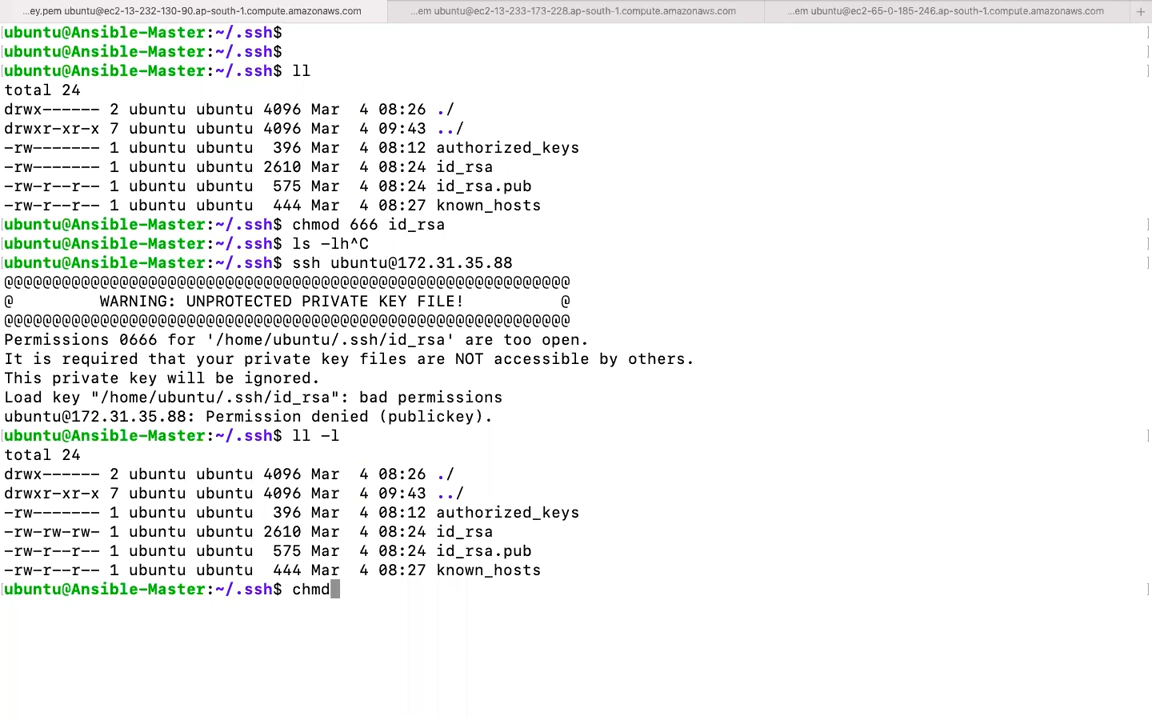 ...ey.pem ubuntu@ec2-13-232-130-90.ap-south-1.compute.amazonaws.com ...em ubuntu@ec2-13-233-173-228.ap-south-1.compute.amazonaws.com ...em ubuntu@ec2-65-0-185-246.ap-south-1.compute.amazonaws.com +
ubuntu@Ansible-Master:~/.ssh$
ubuntu@Ansible-Master:~/.ssh$
ubuntu@Ansible-Master:~/.ssh$ ll
total 24
drwx------ 2 ubuntu ubuntu 4096 Mar  4 08:26 ./
drwxr-xr-x 7 ubuntu ubuntu 4096 Mar  4 09:43 ../
-rw------- 1 ubuntu ubuntu  396 Mar  4 08:12 authorized_keys
-rw------- 1 ubuntu ubuntu 2610 Mar  4 08:24 id_rsa
-rw-r--r-- 1 ubuntu ubuntu  575 Mar  4 08:24 id_rsa.pub
-rw-r--r-- 1 ubuntu ubuntu  444 Mar  4 08:27 known_hosts
ubuntu@Ansible-Master:~/.ssh$ chmod 666 id_rsa
ubuntu@Ansible-Master:~/.ssh$ ls -lh^C
ubuntu@Ansible-Master:~/.ssh$ ssh ubuntu@172.31.35.88
@@@@@@@@@@@@@@@@@@@@@@@@@@@@@@@@@@@@@@@@@@@@@@@@@@@@@@@@@@@
@         WARNING: UNPROTECTED PRIVATE KEY FILE!          @
@@@@@@@@@@@@@@@@@@@@@@@@@@@@@@@@@@@@@@@@@@@@@@@@@@@@@@@@@@@
Permissions 0666 for '/home/ubuntu/.ssh/id_rsa' are too open.
It is required that your private key files are NOT accessible by others.
This private key will be ignored.
Load key "/home/ubuntu/.ssh/id_rsa": bad permissions
ubuntu@172.31.35.88: Permission denied (publickey).
ubuntu@Ansible-Master:~/.ssh$ ll -l
total 24
drwx------ 2 ubuntu ubuntu 4096 Mar  4 08:26 ./
drwxr-xr-x 7 ubuntu ubuntu 4096 Mar  4 09:43 ../
-rw------- 1 ubuntu ubuntu  396 Mar  4 08:12 authorized_keys
-rw-rw-rw- 1 ubuntu ubuntu 2610 Mar  4 08:24 id_rsa
-rw-r--r-- 1 ubuntu ubuntu  575 Mar  4 08:24 id_rsa.pub
-rw-r--r-- 1 ubuntu ubuntu  444 Mar  4 08:27 known_hosts
ubuntu@Ansible-Master:~/.ssh$ chmd